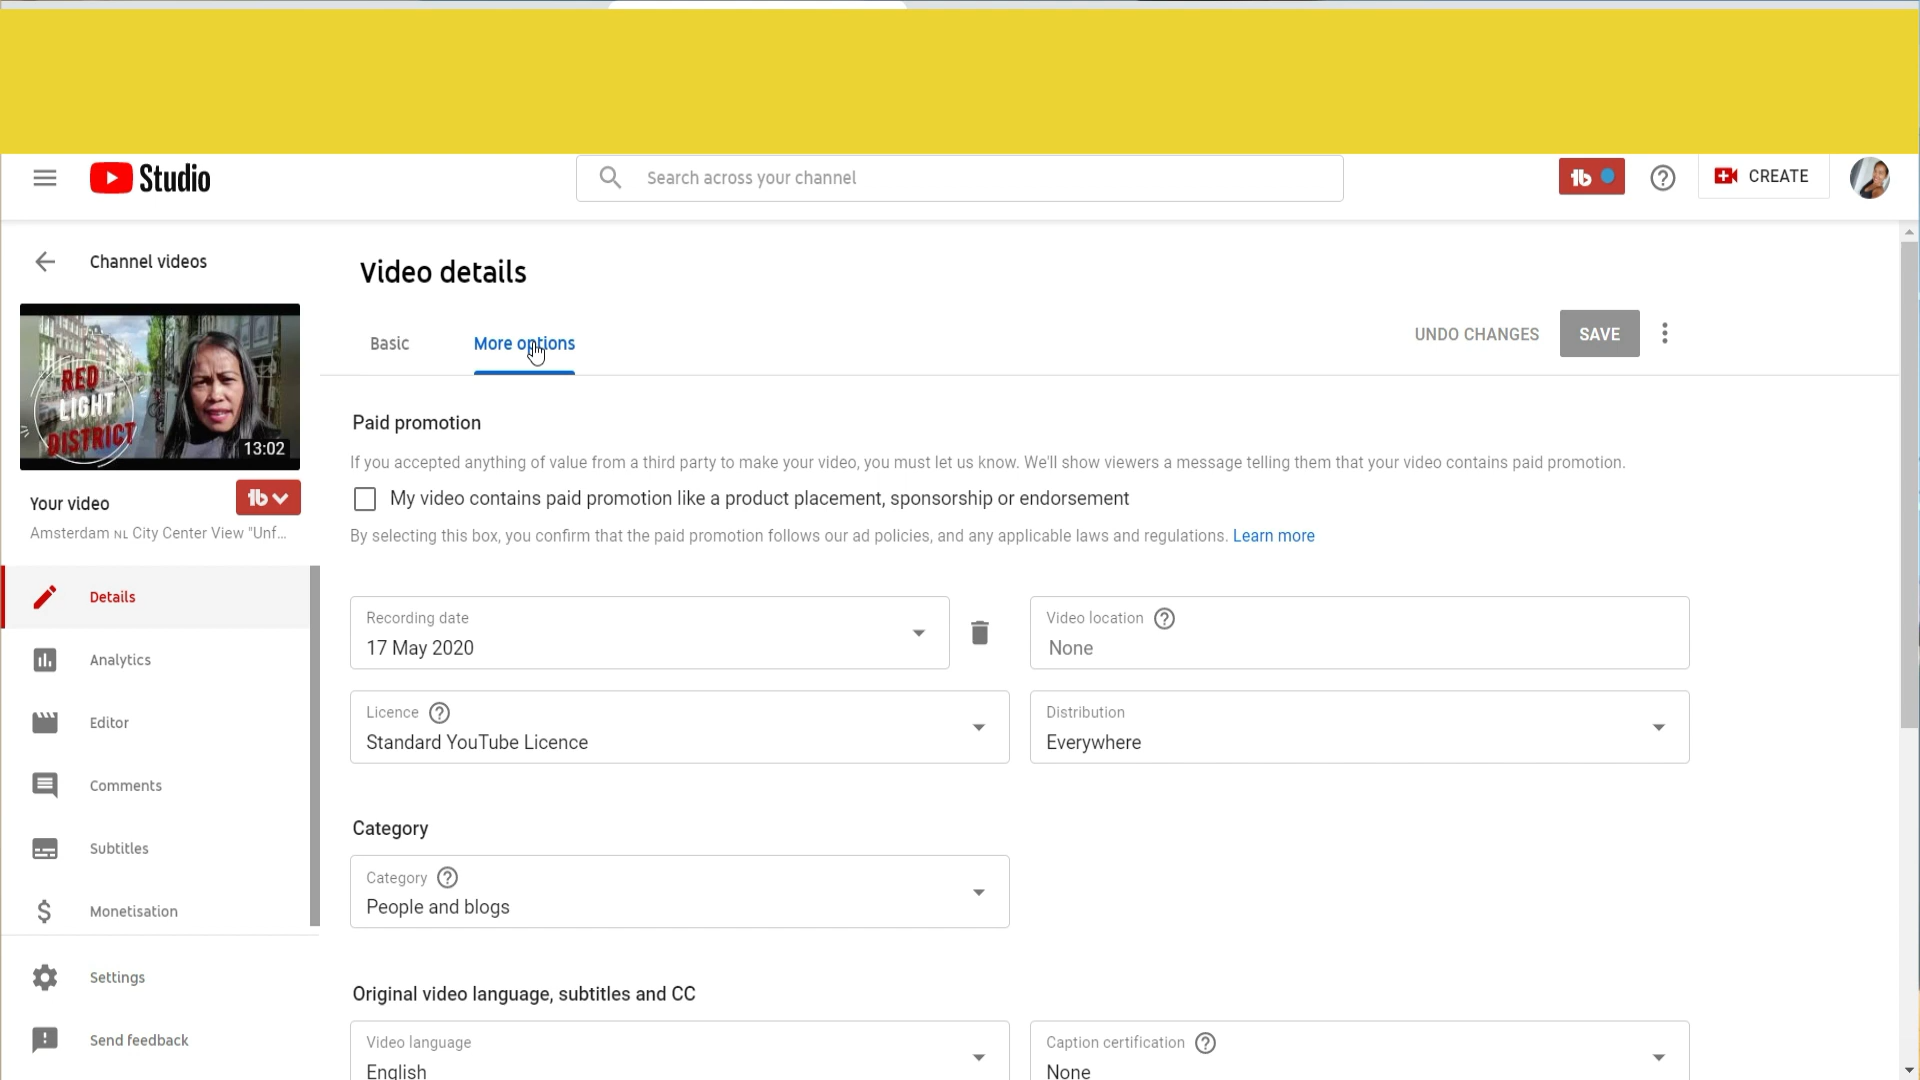 Studio
Search across your channel
CREATE
Channel videos
Video details
Basic
More options
UNDO CHANGES
SAVE
RED
LIGHT
DISTRICT
13:02
Your video
Amsterdam NL City Center View "Unf...
Paid promotion
If you accepted anything of value from a third party to make your video, you must let us know. We'll show viewers a message telling them that your video contains paid promotion.
My video contains paid promotion like a product placement, sponsorship or endorsement
By selecting this box, you confirm that the paid promotion follows our ad policies, and any applicable laws and regulations. Learn more
Details
Analytics
Editor
Comments
Subtitles
Monetisation
Settings
Send feedback
Recording date
17 May 2020
Video location
None
Licence
Standard YouTube Licence
Distribution
Everywhere
Category
Category
People and blogs
Original video language, subtitles and CC
Video language
English
Caption certification
None